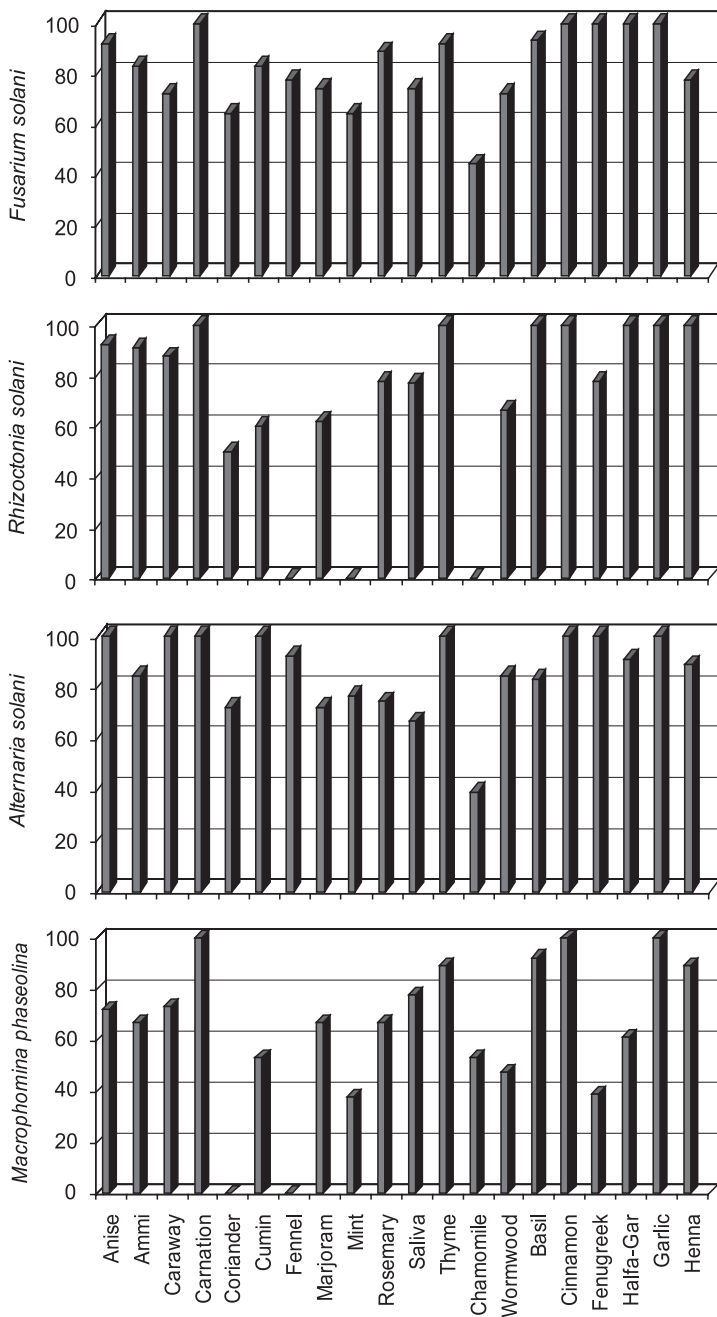 Fusarium solani
100
80
60
40
20
0
Rhizoctonia solani
100
80
60
40
20
0
Alternaria solani
100
80
60
40
20
0
Macrophomina phaseolina
100
80
60
40
20
0
Anise
Ammi
Caraway
Carnation
Coriander
Cumin
Fennel
Marjoram
Mint
Rosemary
Saliva
Thyme
Chamomile
Wormwood
Basil
Cinnamon
Fenugreek
Halfa-Gar
Garlic
Henna